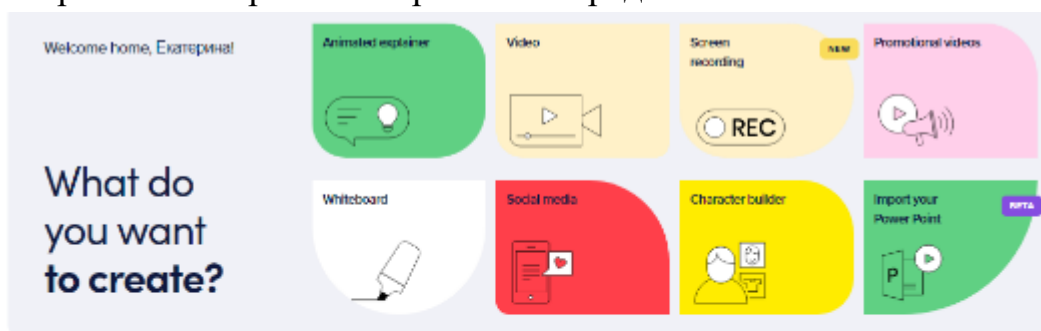 Welcome home, Екатерина!
What do
you want
to create?
Animated explainer
Video
Screen
recording
NEW
Promotional videos
REC
Whiteboard
Social media
Character builder
Import your
Power Point
BETA
P